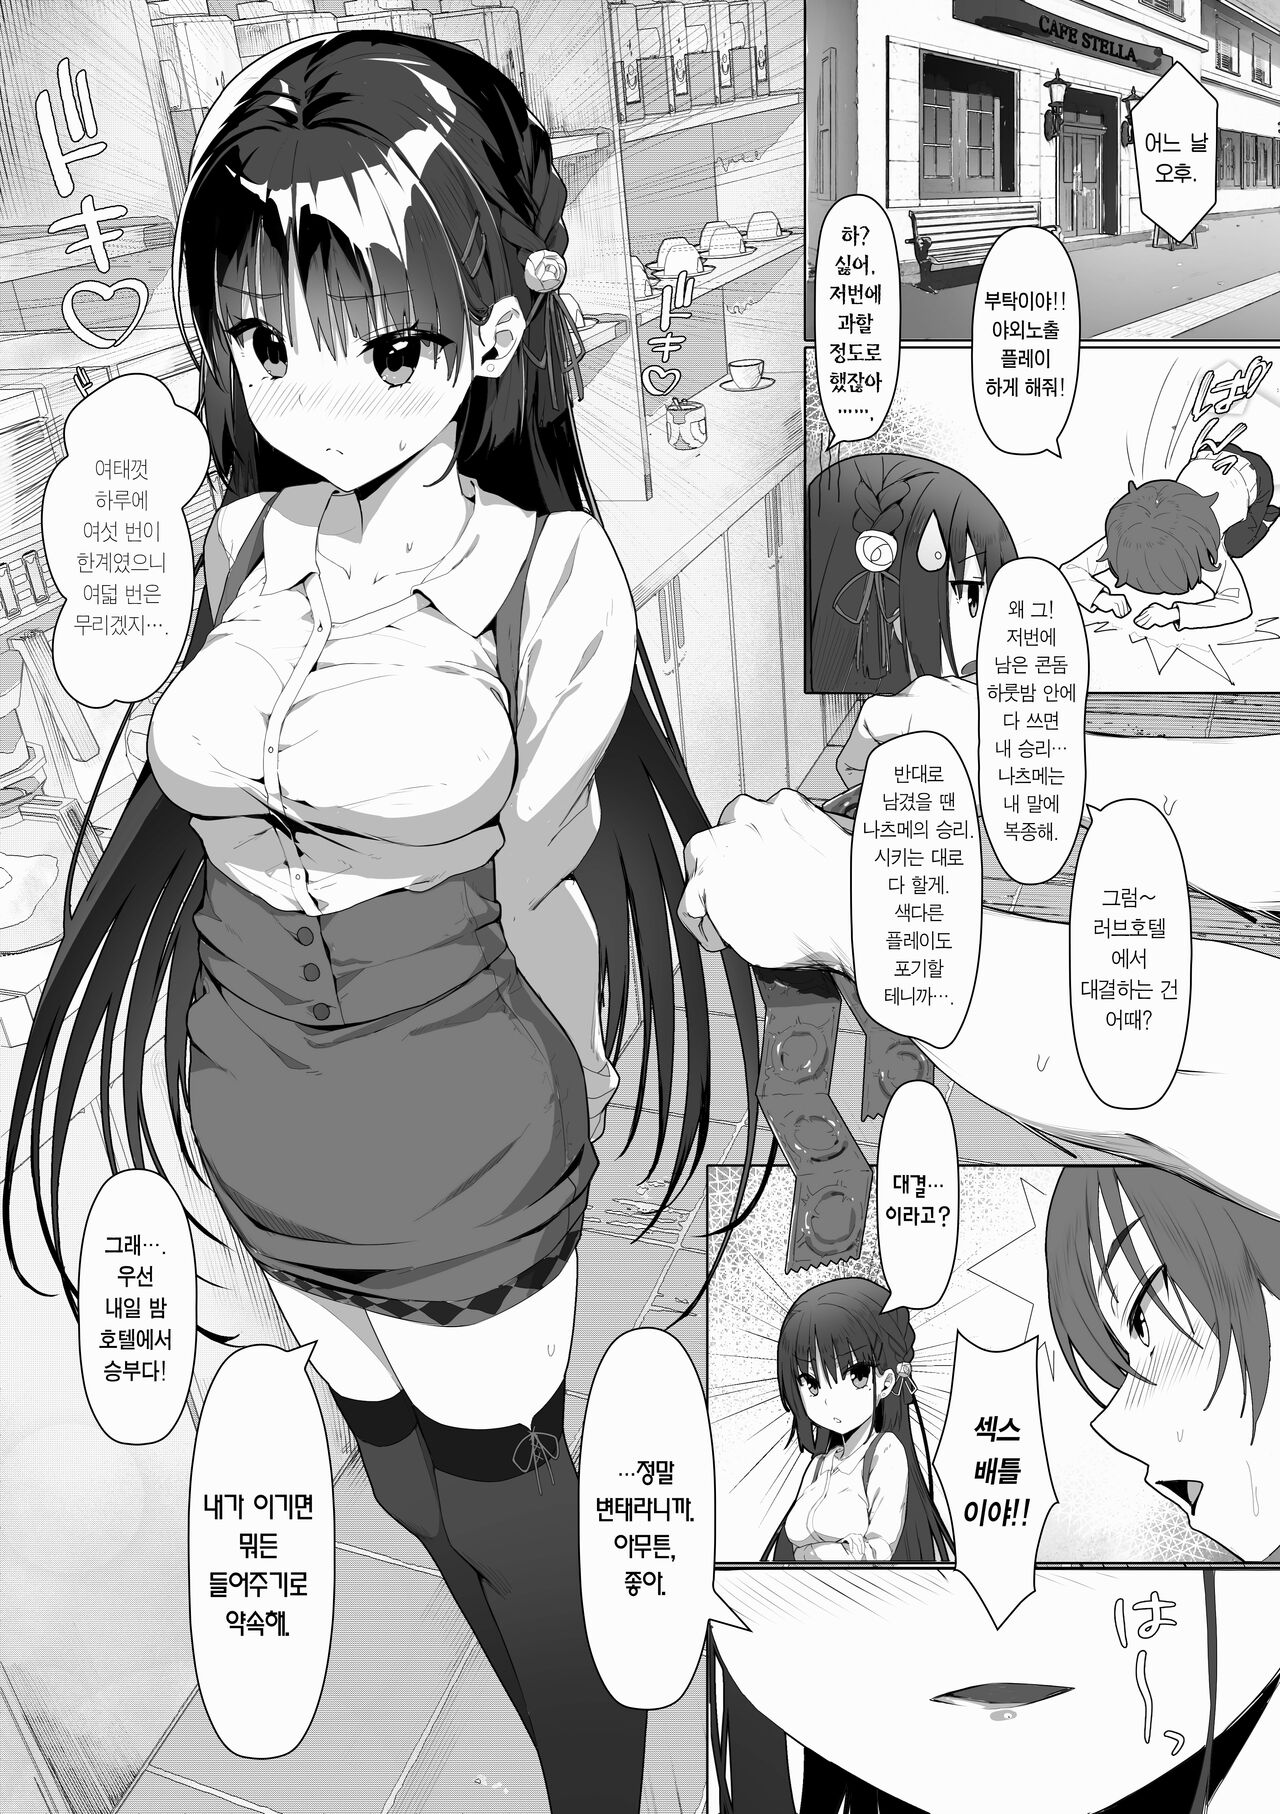 CAFE STELLA
어느 날
오후.
부탁이야!!
야외노출
플레이
하게 해줘!
하?
싫어.
저번에
과할
정도로
했잖아
……..
ばっ
왜 그!
저번에
남은 콘돔
하룻밤 안에
다 쓰면
내 승리…
나츠메는
내 말에
복종해.
반대로
남겼을 땐
나츠메의 승리.
시키는 대로
다 할게.
색다른
플레이도
포기할
테니까….
그럼~
러브호텔
에서
대결하는 건
어때?
대결…
이라고?
섹스
배틀
이야!!
はーっ
…정말
변태라니까.
아무튼,
좋아.
내가 이기면
뭐든
들어주기로
약속해.
ドキ♡
ドキ♡
여태껏
하루에
여섯 번이
한계였으니
여덟 번은
무리겠지….
그래….
우선
내일 밤
호텔에서
승부다!